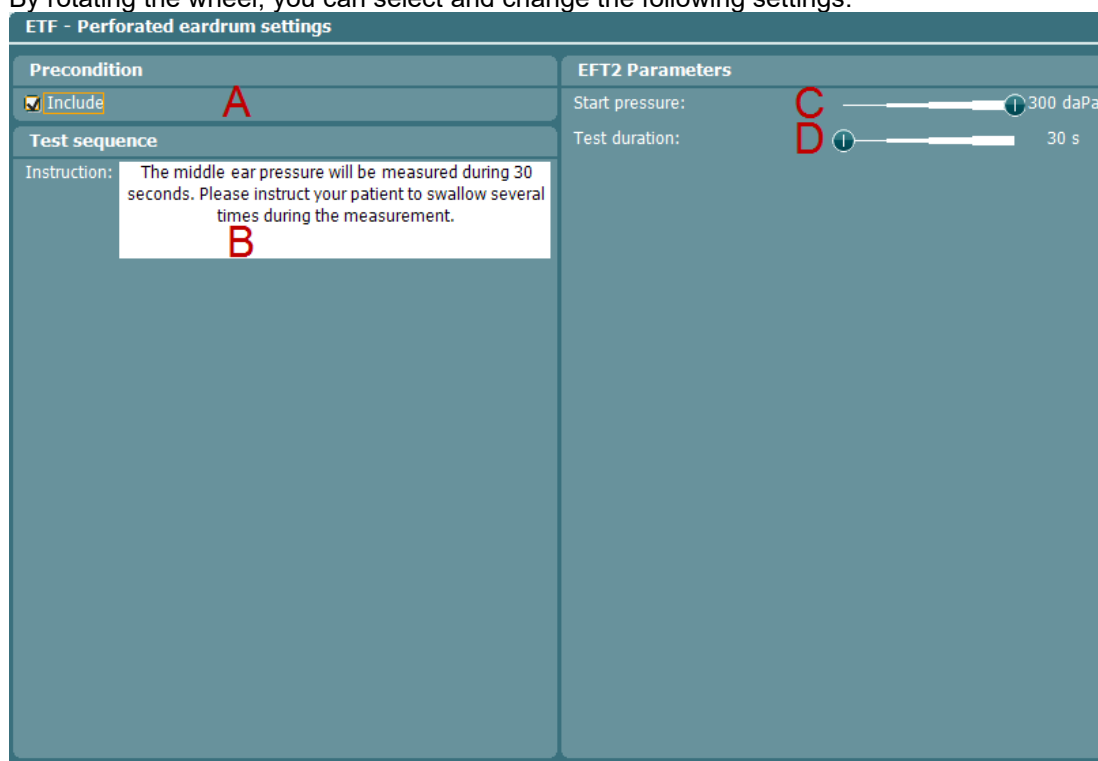 By rotating the wheel, you can select and change the following settings:
ETF - Perforated eardrum settings
Precondition
Include
A
Test sequence
Instruction:
The middle ear pressure will be measured during 30
seconds. Please instruct your patient to swallow several
times during the measurement.
B
EFT2 Parameters
Start pressure:
C
300 daPa
Test duration:
D
30 s